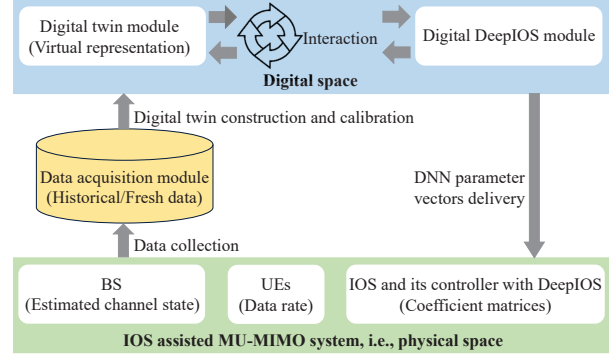 Digital twin module
(Virtual representation)
Interaction
Digital DeepIOS module
Digital space
Digital twin construction and calibration
Data acquisition module
(Historical/Fresh data)
DNN parameter
vectors delivery
Data collection
BS
(Estimated channel state)
UEs
(Data rate)
IOS and its controller with DeepIOS
(Coefficient matrices)
IOS assisted MU-MIMO system, i.e., physical space